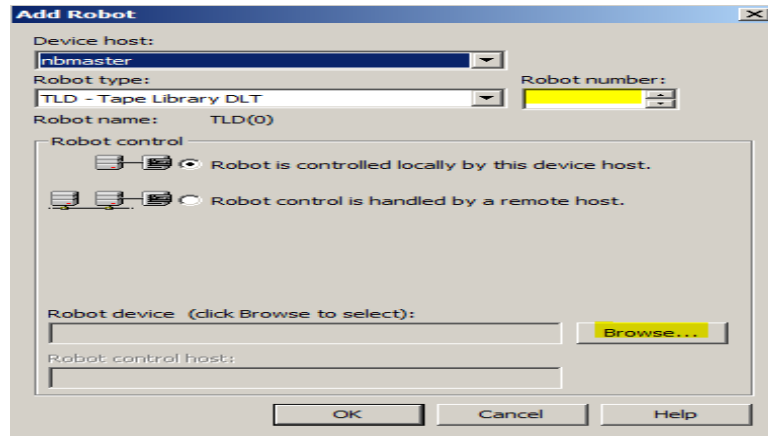 Add Robot
Device host:
nbmaster
Robot type:
Robot number:
TLD - Tape Library DLT
Robot name: TLD(0)
Robot control
Robot is controlled locally by this device host.
Robot control is handled by a remote host.
Robot device (click Browse to select):
Browse...
Robot control host:
OK
Cancel
Help